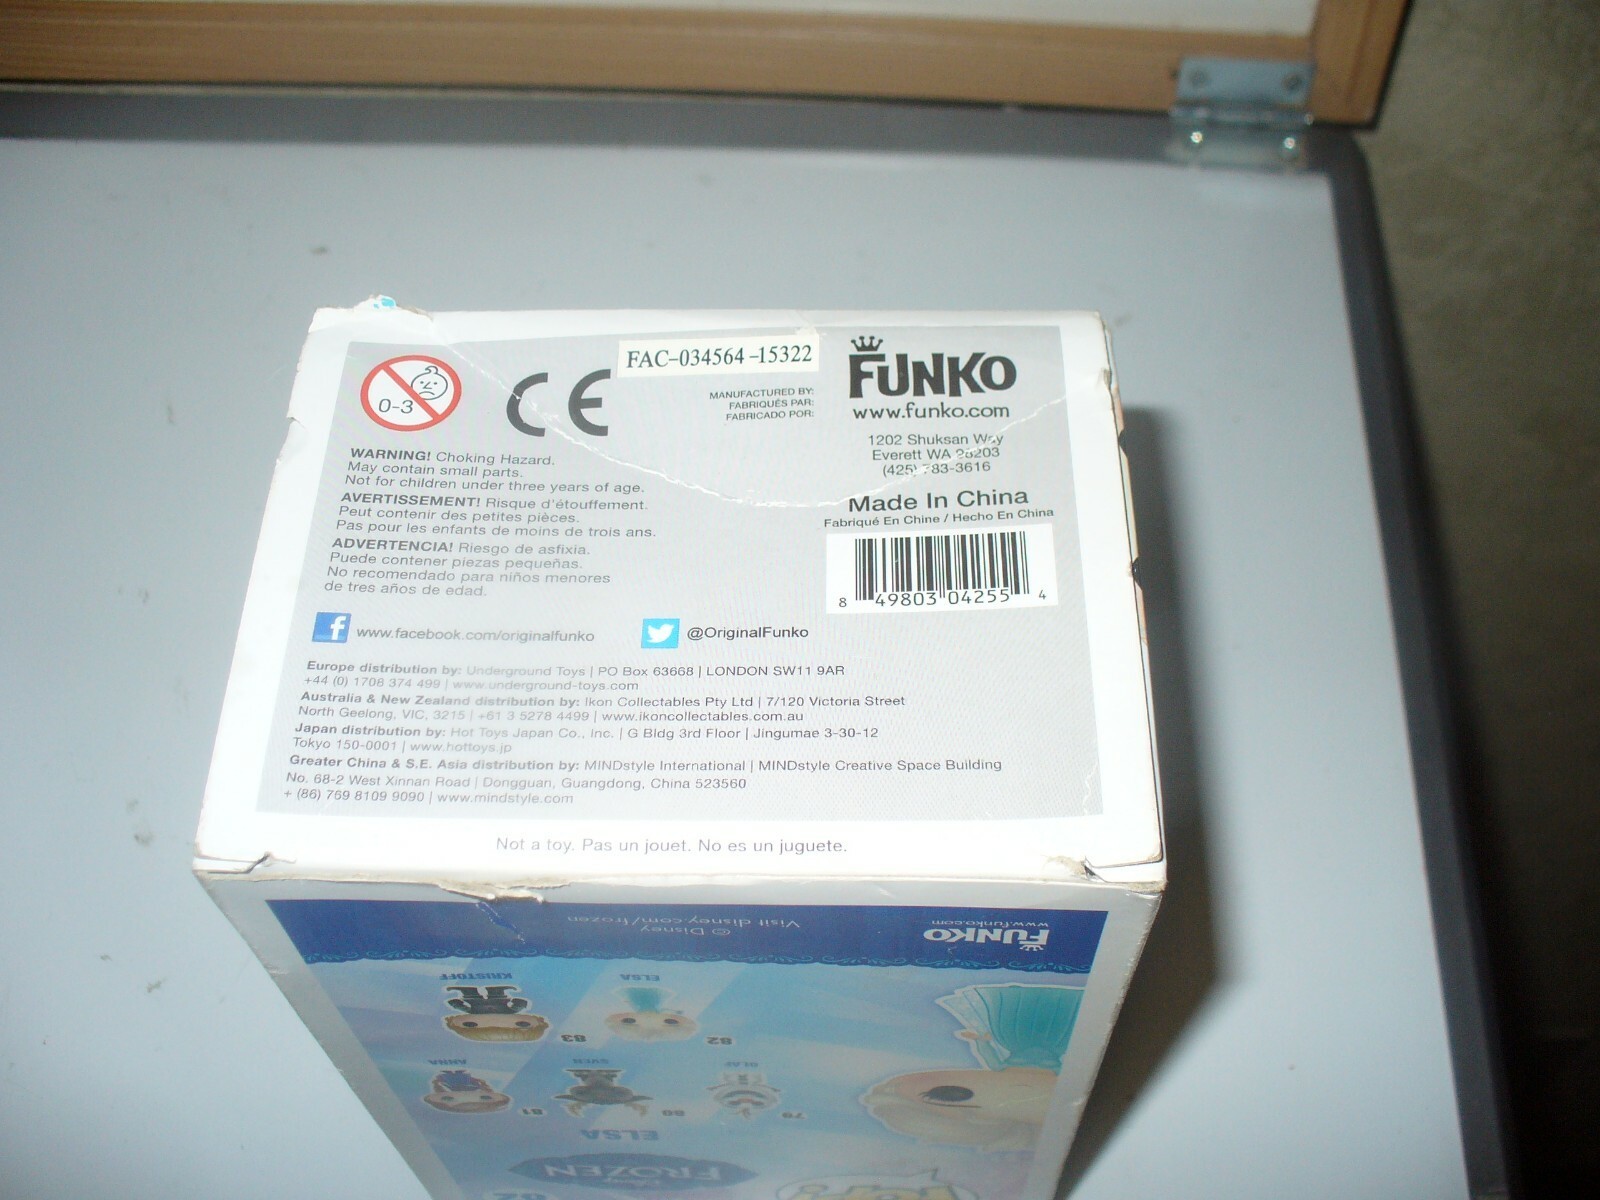 0-3
CE
FAC-034564-15322
MANUFACTURED BY:
FABRIQUÉS PAR:
FABRICADO POR:
FUNKO
www.funko.com
1202 Shuksan Way
Everett WA 98203
(425) 783-3616
Made In China
Fabriqué En Chine / Hecho En China
8 49803 04255 4
WARNING! Choking Hazard.
May contain small parts.
Not for children under three years of age.
AVERTISSEMENT! Risque d'étouffement.
Peut contenir des petites pièces.
Pas pour les enfants de moins de trois ans.
ADVERTENCIA! Riesgo de asfixia.
Puede contener piezas pequeñas.
No recomendado para niños menores
de tres años de edad.
f www.facebook.com/originalfunko
@OriginalFunko
Europe distribution by: Underground Toys | PO Box 63668 | LONDON SW11 9AR
+44 (0) 1708 374 499 | www.underground-toys.com
Australia & New Zealand distribution by: Ikon Collectables Pty Ltd | 7/120 Victoria Street
North Geelong, VIC, 3215 | +61 3 5278 4499 | www.ikoncollectables.com.au
Japan distribution by: Hot Toys Japan Co., Inc. | G Bldg 3rd Floor | Jingumae 3-30-12
Tokyo 150-0001 | www.hottoys.jp
Greater China & S.E. Asia distribution by: MINDstyle International | MINDstyle Creative Space Building
No. 68-2 West Xinnan Road | Dongguan, Guangdong, China 523560
+ (86) 769 8109 9090 | www.mindstyle.com
Not a toy. Pas un jouet. No es un juguete.
FUNKO
www.funko.com
© Disney
Visit disney.com/frozen
KRISTOFF
83
ELSA
82
ANNA
81
SVEN
80
OLAF
79
ELSA
Disney
FROZEN
82
POP!